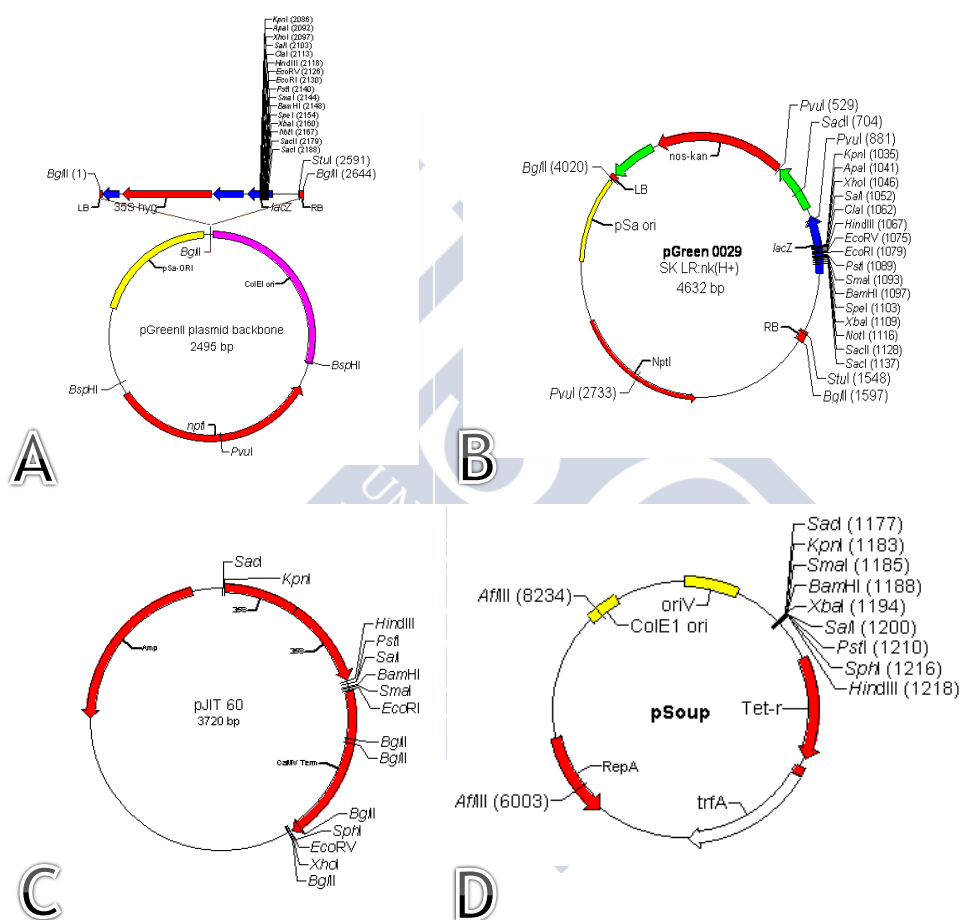 KpnI (2086)
ApaI (2092)
XhoI (2097)
SalI (2103)
ClaI (2113)
HindIII (2118)
EcoRV (2126)
EcoRI (2130)
PstI (2140)
SmaI (2144)
BamHI (2148)
SpeI (2154)
XbaI (2160)
NotI (2167)
SacII (2179)
SacI (2188)
StuI (2591)
BglII (1)
BglII (2644)
LB
35S hyg
lacZ
RB
BglII
pSa-ORI
ColEI ori
pGreenII plasmid backbone
2495 bp
BspHI
BspHI
nptI
PvuI
A
PvuI (529)
SacI (704)
PvuI (881)
nos-kan
KpnI (1035)
ApaI (1041)
XhoI (1046)
SalI (1052)
ClaI (1062)
HindIII (1067)
EcoRV (1075)
EcoRI (1079)
PstI (1089)
SmaI (1093)
BamHI (1097)
SpeI (1103)
XbaI (1109)
NotI (1116)
SacII (1128)
SacI (1137)
StuI (1548)
BglII (1597)
BglII (4020)
LB
pSa ori
pGreen 0029
SK LR:nk(H+)
4632 bp
lacZ
RB
NptI
PvuI (2733)
B
UN
SacI
KpnI
35S
35S
HindIII
PstI
SalI
BamHI
SmaI
EcoRI
BglII
BglII
Amp
pJIT 60
3720 bp
CaMV Term
BglII
SphI
EcoRV
XhoI
BglII
C
SacI (1177)
KpnI (1183)
SmaI (1185)
BamHI (1188)
XbaI (1194)
SalI (1200)
PstI (1210)
SphI (1216)
HindIII (1218)
AflIII (8234)
oriV
ColE1 ori
pSoup
Tet-r
RepA
AflIII (6003)
trfA
D